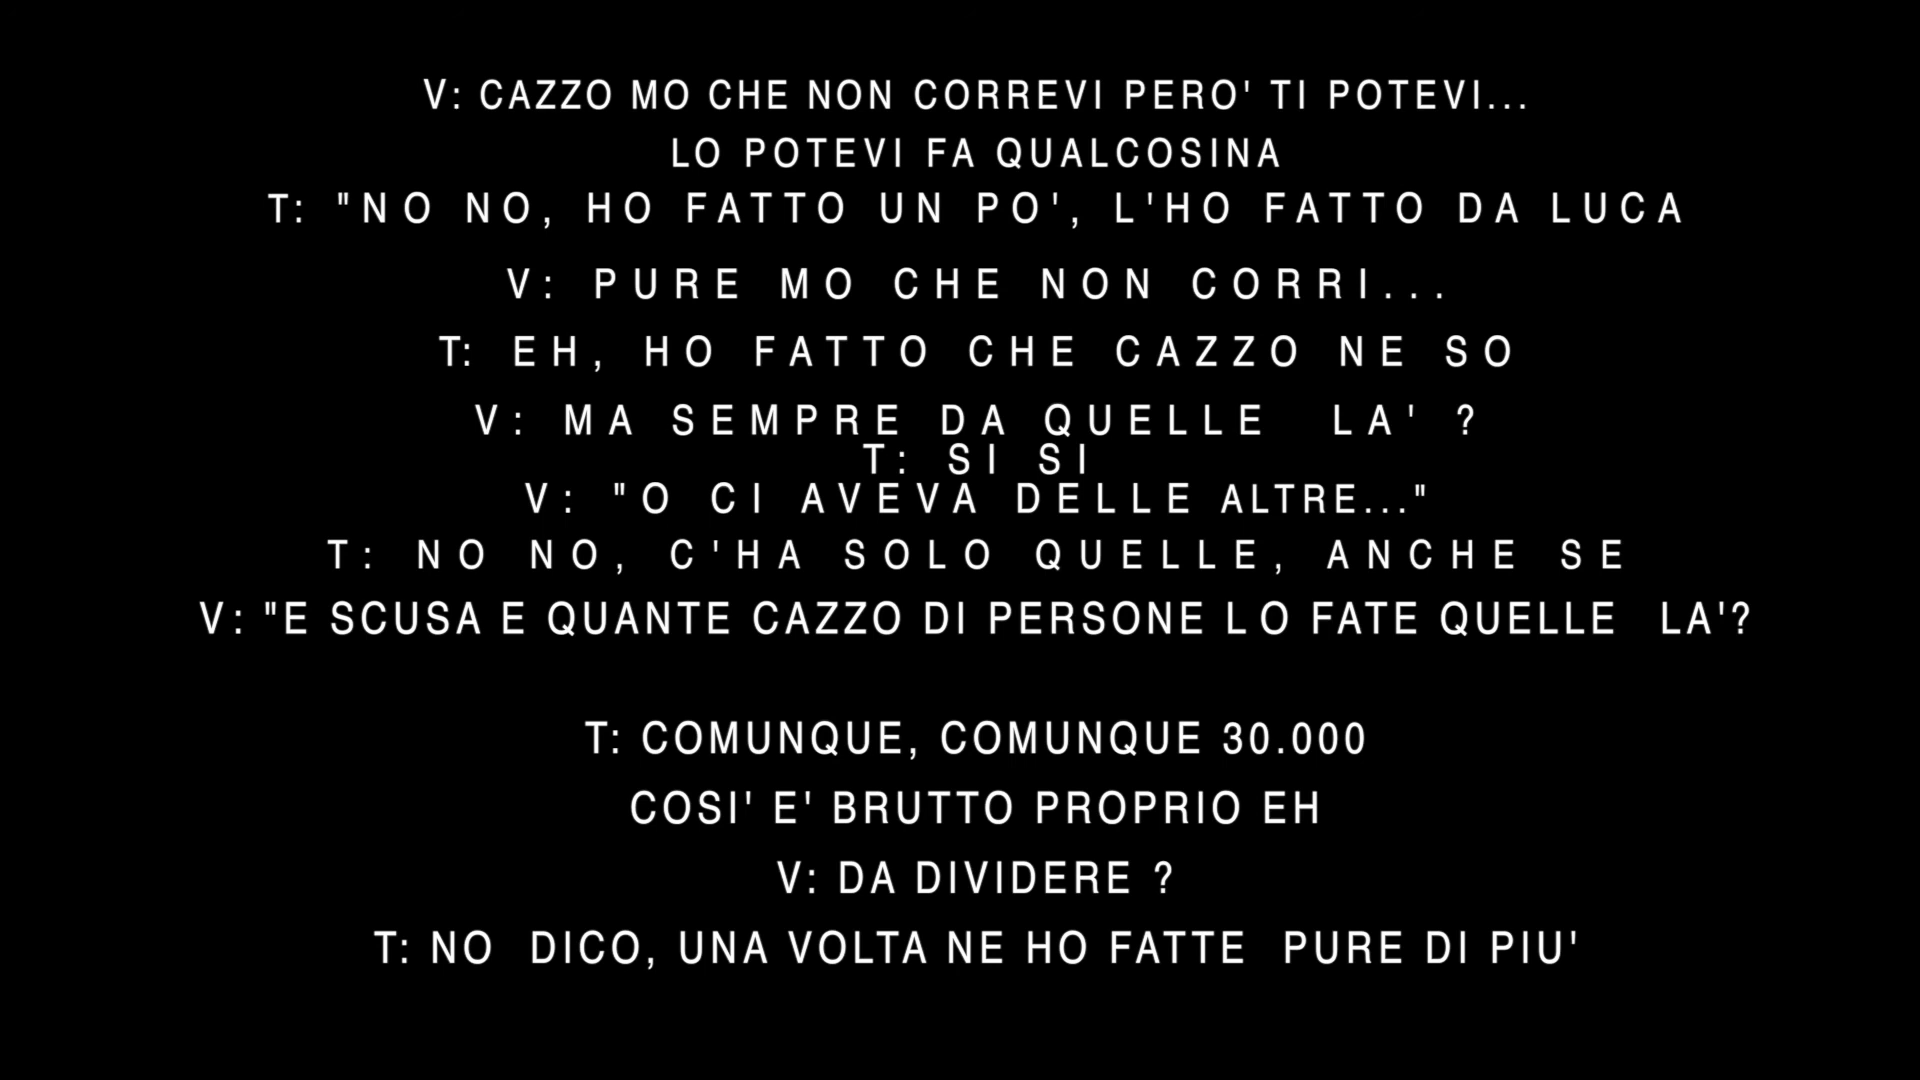 V: CAZZO MO CHE NON CORREVI PERO' TI POTEVI...
LO POTEVI FA QUALCOSINA
T: "NO NO, HO FATTO UN PO', L'HO FATTO DA LUCA
V: PURE MO CHE NON CORRI...
T: EH, HO FATTO CHE CAZZO NE SO
V: MA SEMPRE DA QUELLE LA' ?
T: SI SI
V: "O CI AVEVA DELLE ALTRE..."
T: NO NO, C'HA SOLO QUELLE, ANCHE SE
V: "E SCUSA E QUANTE CAZZO DI PERSONE LO FATE QUELLE LA'?
T: COMUNQUE, COMUNQUE 30.000
COSI' E' BRUTTO PROPRIO EH
V: DA DIVIDERE ?
T: NO DICO, UNA VOLTA NE HO FATTE PURE DI PIU'